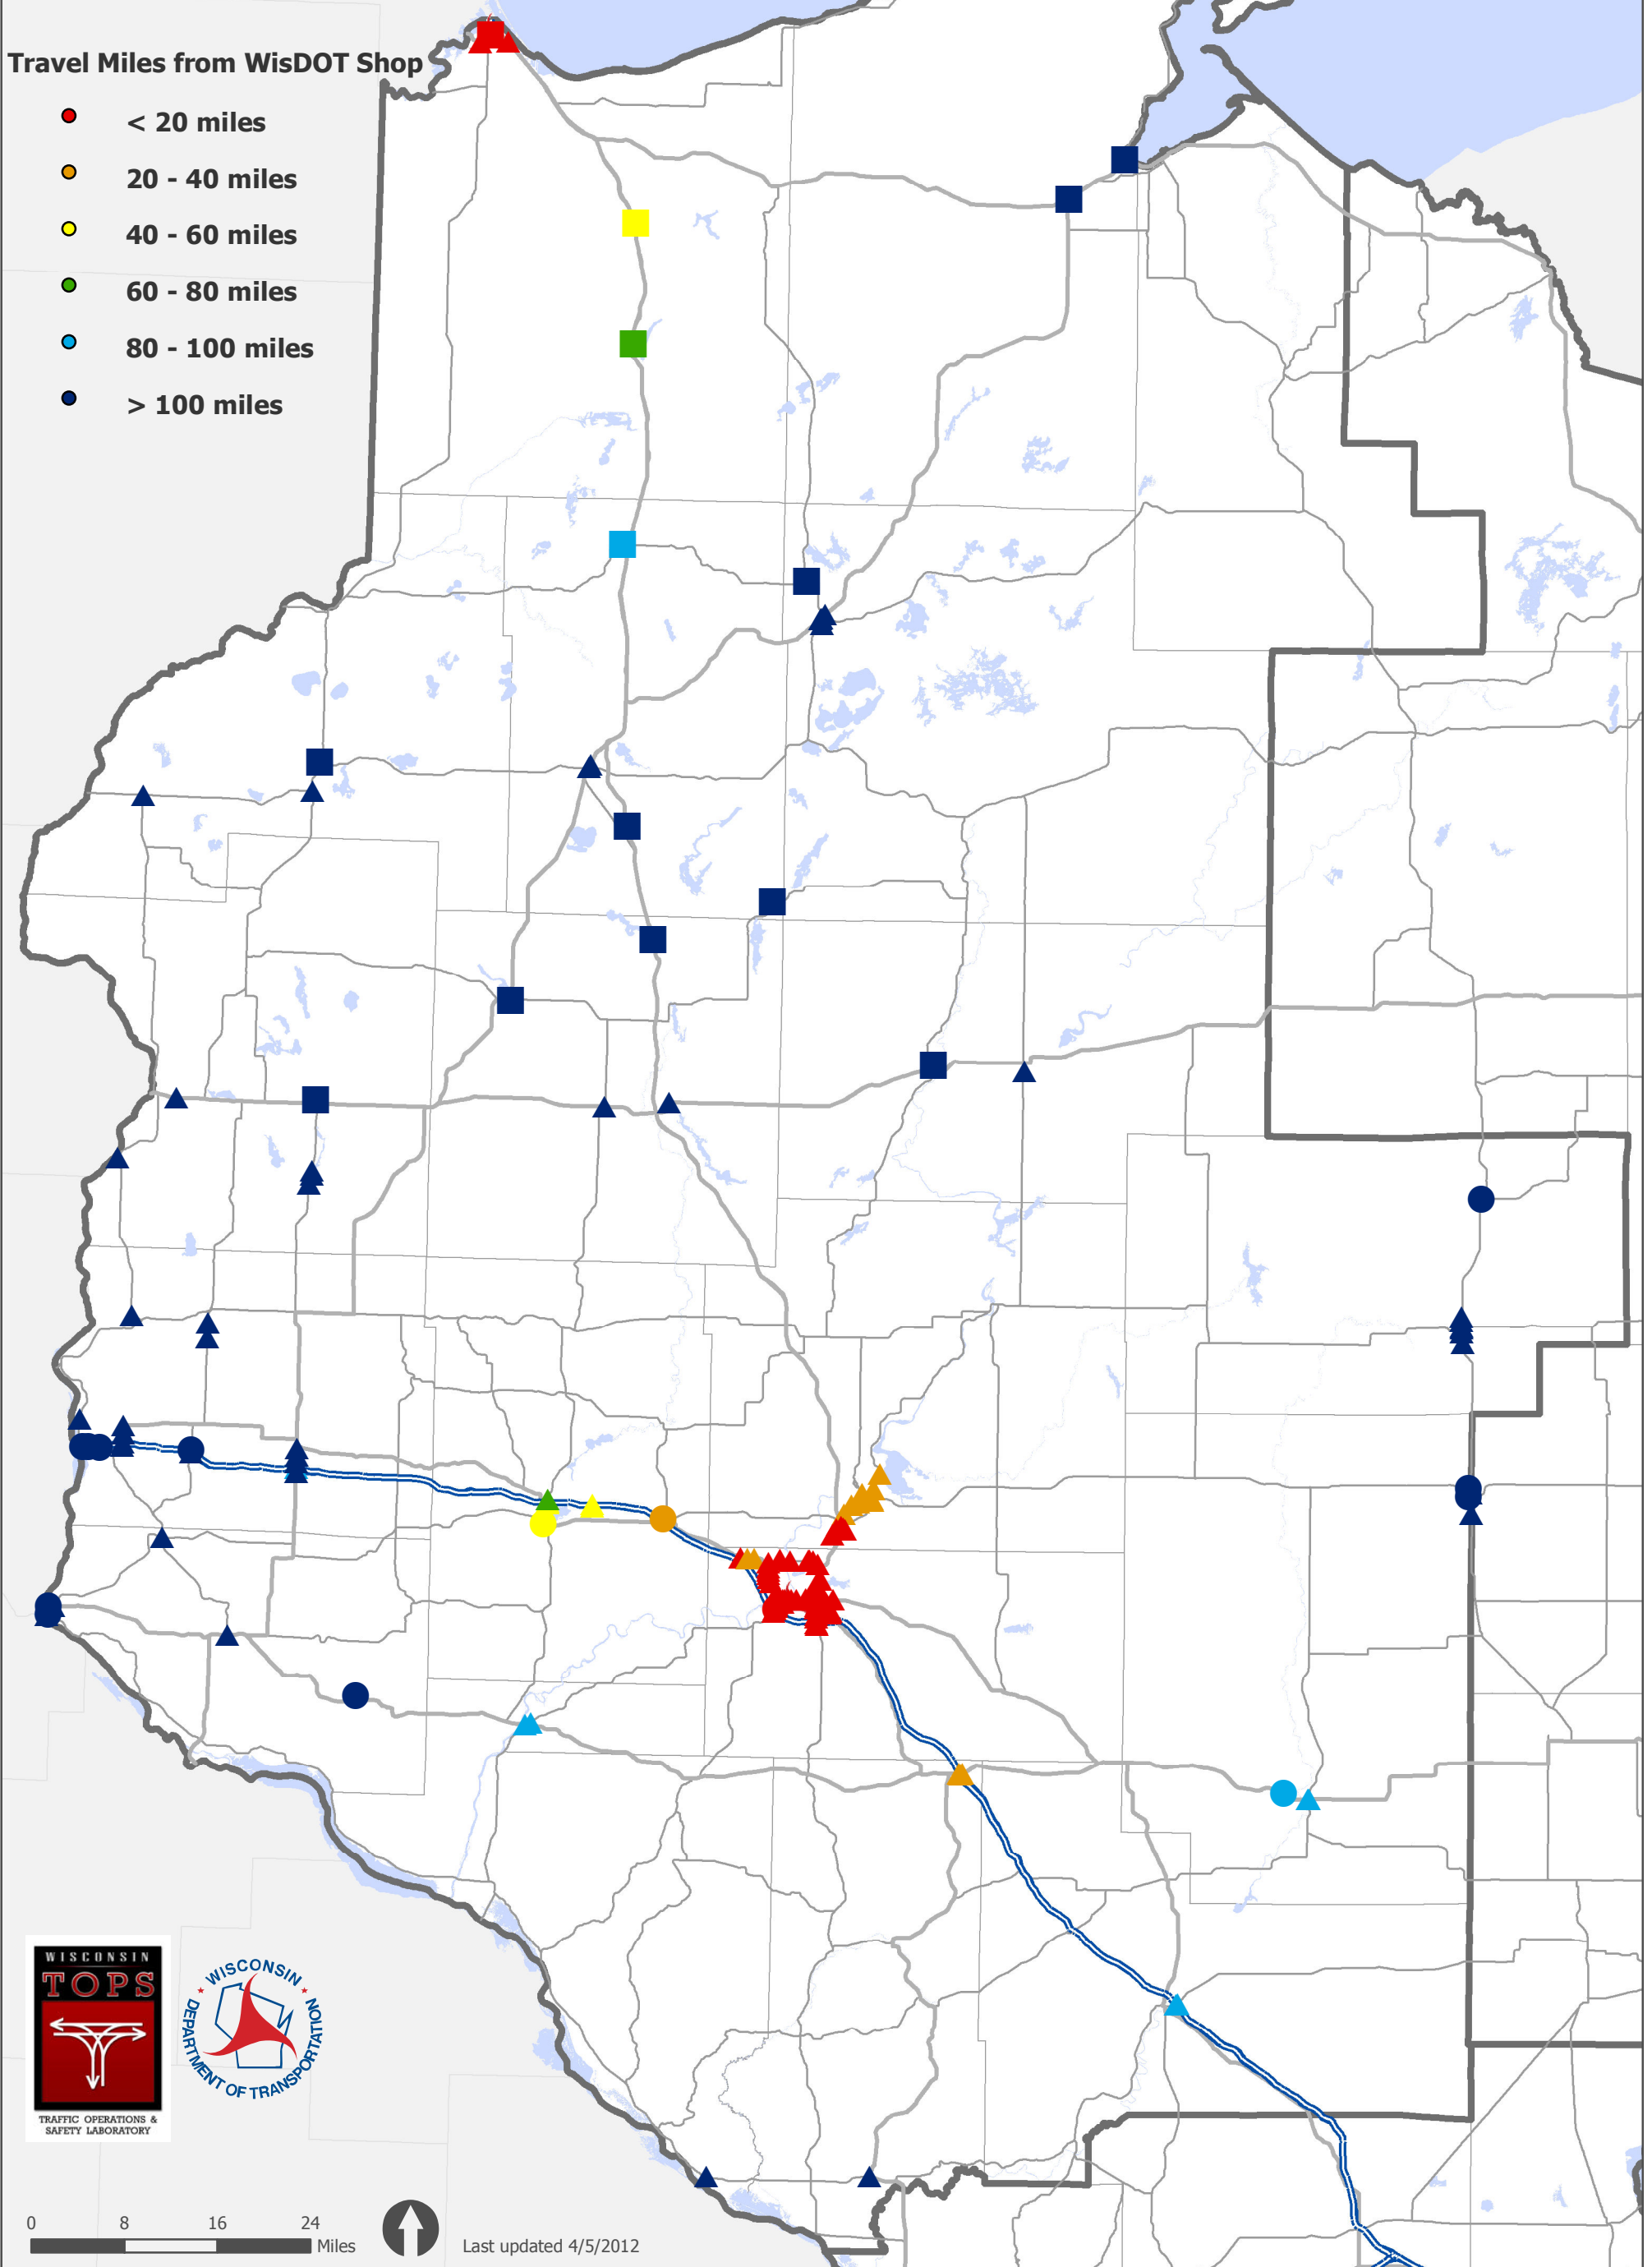 Travel Miles from WisDOT Shop
< 20 miles
20 - 40 miles
40 - 60 miles
60 - 80 miles
80 - 100 miles
> 100 miles
WISCONSIN
TOPS
TRAFFIC OPERATIONS &
SAFETY LABORATORY
WISCONSIN
DEPARTMENT OF TRANSPORTATION
0 8 16 24
Miles
Last updated 4/5/2012